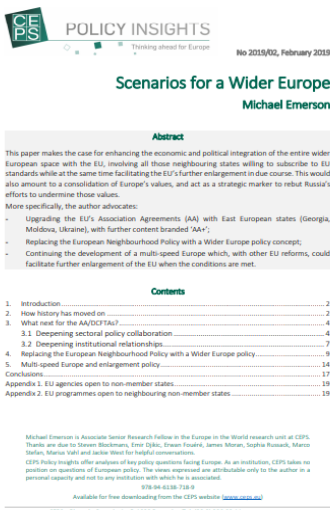 CEPS
POLICY INSIGHTS
Thinking ahead for Europe
No 2019/02, February 2019
Scenarios for a Wider Europe
Michael Emerson
Abstract
This paper makes the case for enhancing the economic and political integration of the entire wider
European space with the EU, involving all those neighbouring states willing to subscribe to EU
standards while at the same time facilitating the EU's further enlargement in due course. This would
also amount to a consolidation of Europe's values, and act as a strategic marker to rebut Russia's
efforts to undermine those values.
More specifically, the author advocates:
- Upgrading the EU's Association Agreements (AA) with East European states (Georgia,
Moldova, Ukraine), with further content branded 'AA+';
- Replacing the European Neighbourhood Policy with a Wider Europe policy concept;
- Continuing the development of a multi-speed Europe which, with other EU reforms, could
facilitate further enlargement of the EU when the conditions are met.
Contents
1. Introduction ... 2
2. How history has moved on ... 2
3. What next for the AA/DCFTAs? ... 4
3.1 Deepening sectoral policy collaboration ... 4
3.2 Deepening institutional relationships ... 7
4. Replacing the European Neighbourhood Policy with a Wider Europe policy ... 9
5. Multi-speed Europe and enlargement policy ... 14
Conclusions ... 17
Appendix 1. EU agencies open to non-member states ... 19
Appendix 2. EU programmes open to neighbouring non-member states ... 19
Michael Emerson is Associate Senior Research Fellow in the Europe in the World research unit at CEPS.
Thanks are due to Steven Blockmans, Emir Djikic, Erwan Fouéré, James Moran, Sophia Russack, Marco
Stefan, Marius Vahl and Jackie West for helpful conversations.
CEPS Policy Insights offer analyses of key policy questions facing Europe. As an institution, CEPS takes no
position on questions of European policy. The views expressed are attributable only to the author in a
personal capacity and not to any institution with which he is associated.
978-94-6138-718-9
Available for free downloading from the CEPS website (www.ceps.eu)